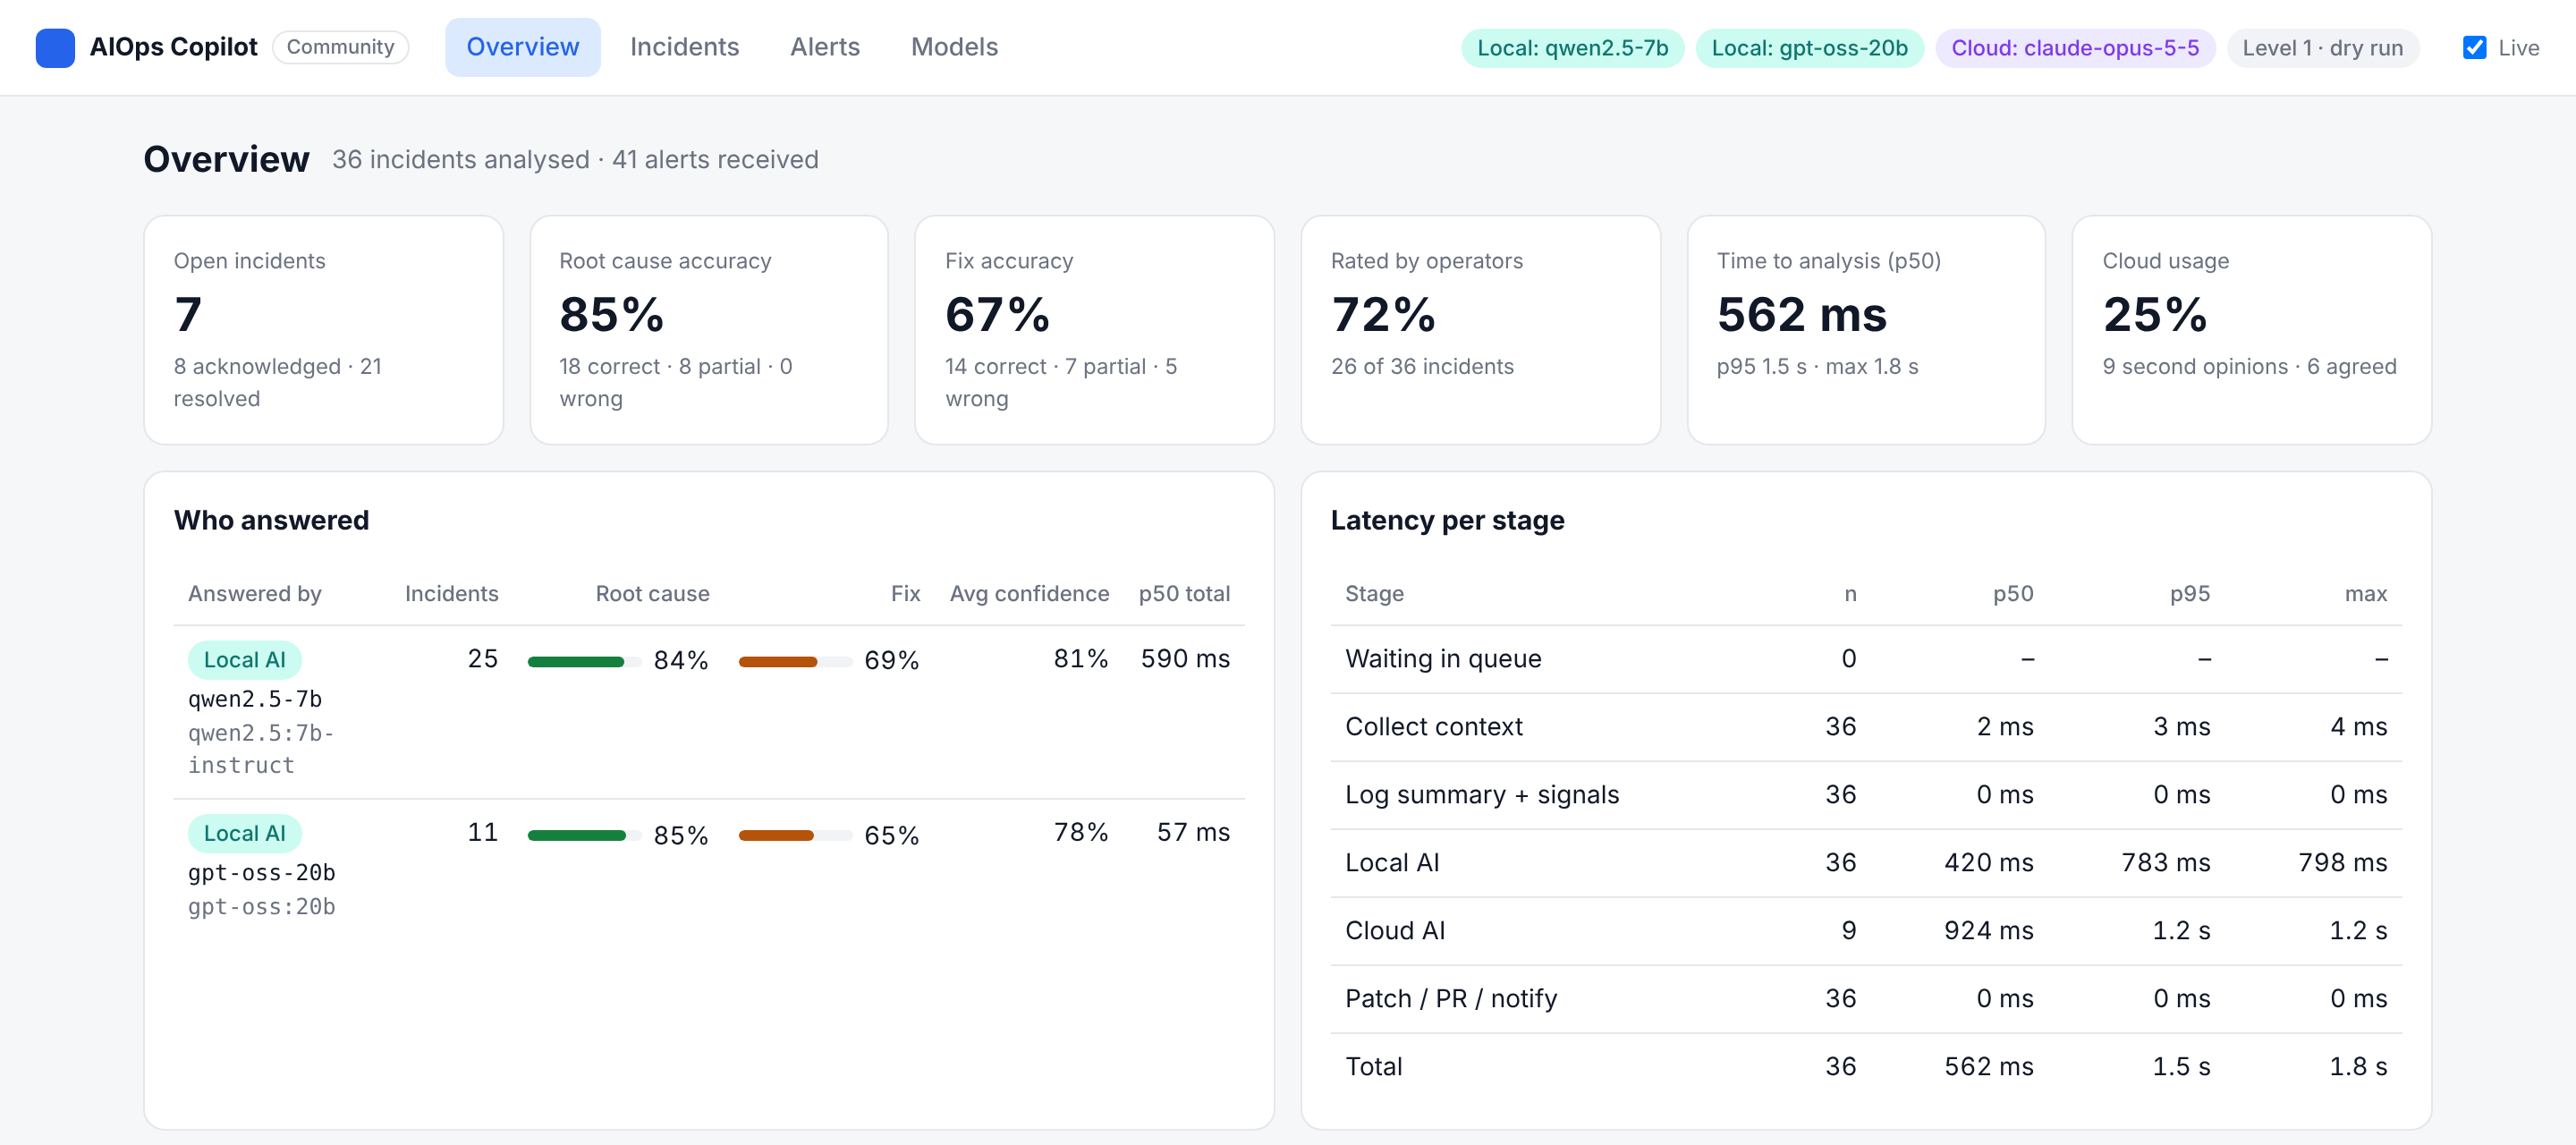 AIOps Copilot Community Overview Incidents Alerts Models Local: qwen2.5-7b Local: gpt-oss-20b Cloud: claude-opus-5-5 Level 1 · dry run Live
Overview 36 incidents analysed · 41 alerts received
Open incidents
7
8 acknowledged · 21
resolved
Root cause accuracy
85%
18 correct · 8 partial · 0
wrong
Fix accuracy
67%
14 correct · 7 partial · 5
wrong
Rated by operators
72%
26 of 36 incidents
Time to analysis (p50)
562 ms
p95 1.5 s · max 1.8 s
Cloud usage
25%
9 second opinions · 6 agreed
Who answered
Answered by Incidents Root cause Fix Avg confidence p50 total
Local AI 25 84% 69% 81% 590 ms
qwen2.5-7b
qwen2.5:7b-
instruct
Local AI 11 85% 65% 78% 57 ms
gpt-oss-20b
gpt-oss:20b
Latency per stage
Stage n p50 p95 max
Waiting in queue 0 – – –
Collect context 36 2 ms 3 ms 4 ms
Log summary + signals 36 0 ms 0 ms 0 ms
Local AI 36 420 ms 783 ms 798 ms
Cloud AI 9 924 ms 1.2 s 1.2 s
Patch / PR / notify 36 0 ms 0 ms 0 ms
Total 36 562 ms 1.5 s 1.8 s